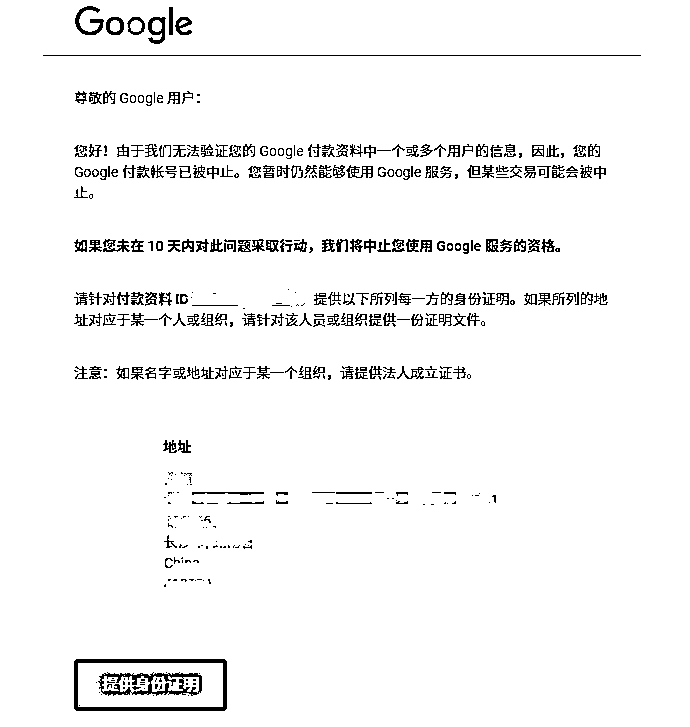 Google
尊敬的 Google 用户：
您好！由于我们无法验证您的 Google 付款资料中一个或多个用户的信息，因此，您的
Google 付款帐号已被中止。您暂时仍然能够使用 Google 服务，但某些交易可能会被中
止。
如果您未在 10 天内对此问题采取行动，我们将中止您使用 Google 服务的资格。
请针对付款资料 ID 提供以下所列每一方的身份证明。如果所列的地
址对应于某一个人或组织，请针对该人员或组织提供一份证明文件。
注意：如果名字或地址对应于某一个组织，请提供法人成立证书。
地址
China
提供身份证明